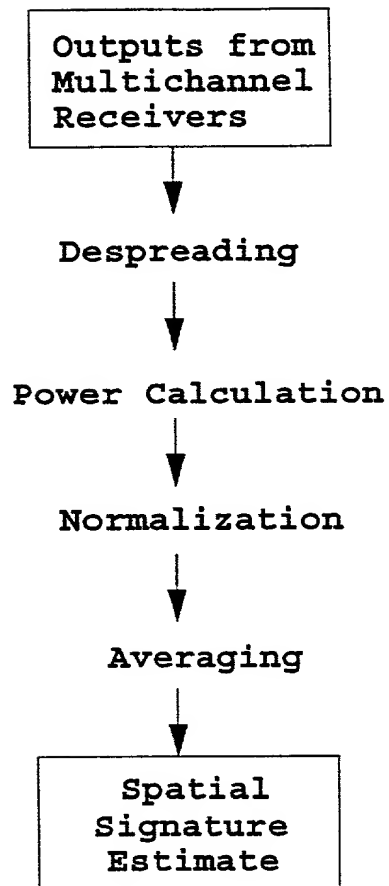 Outputs from
Multichannel
Receivers
Despreading
Power Calculation
Normalization
Averaging
Spatial
Signature
Estimate